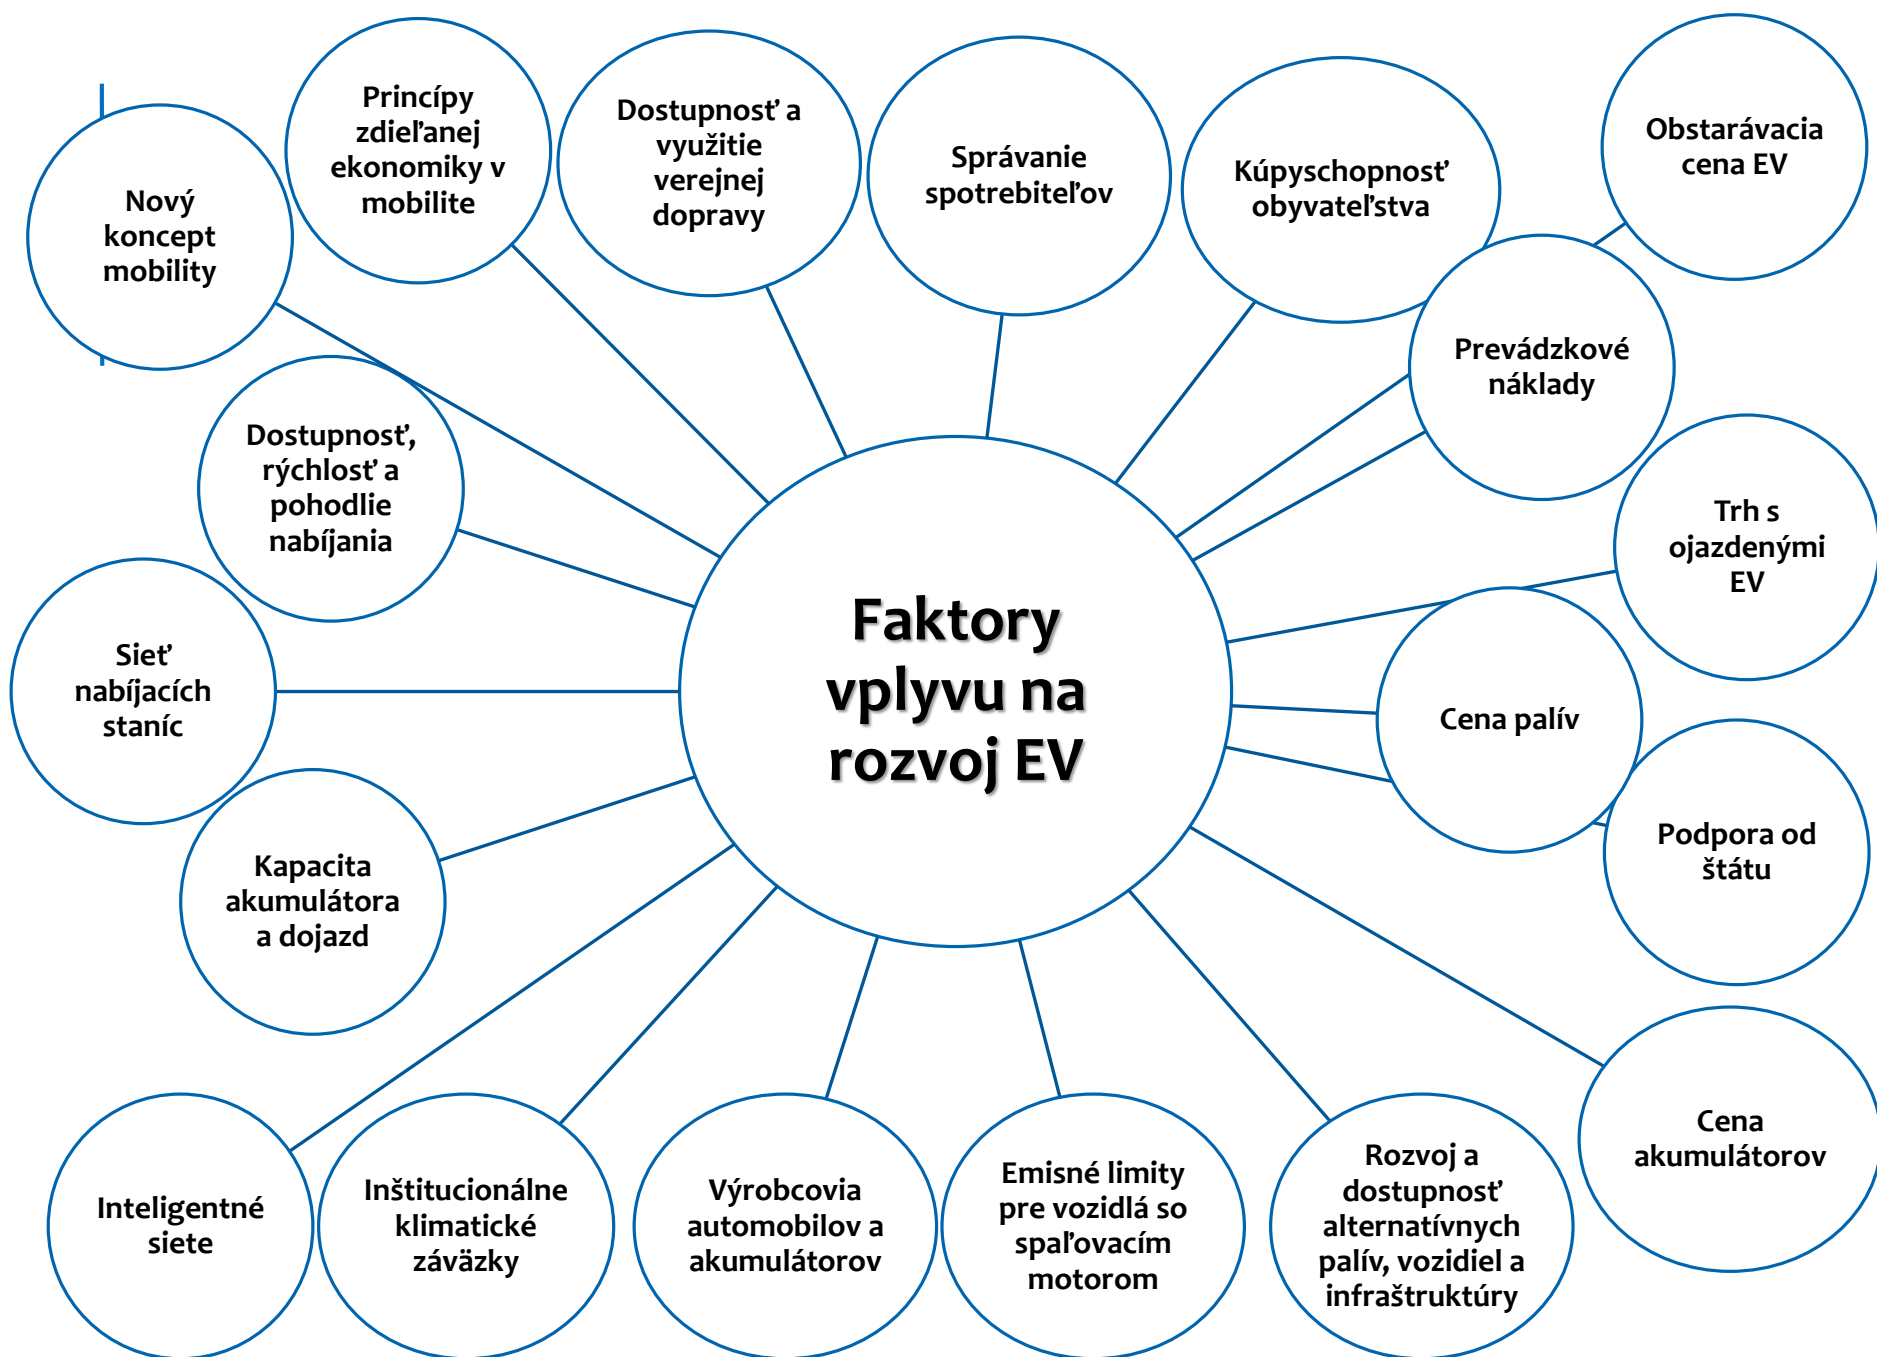 Princípy
zdieľanej
ekonomiky v
mobilite
Dostupnosť a
využitie
verejnej
dopravy
Správanie
spotrebiteľov
Kúpyschopnosť
obyvateľstva
Obstarávacia
cena EV
Nový
koncept
mobility
Prevádzkové
náklady
Dostupnosť,
rýchlosť a
pohodlie
nabíjania
Trh s
ojazdenými
EV
Faktory
vplyvu na
rozvoj EV
Sieť
nabíjacích
staníc
Cena palív
Podpora od
štátu
Kapacita
akumulátora
a dojazd
Cena
akumulátorov
Inteligentné
siete
Inštitucionálne
klimatické
záväzky
Výrobcovia
automobilov a
akumulátorov
Emisné limity
pre vozidlá so
spaľovacím
motorom
Rozvoj a
dostupnosť
alternatívnych
palív, vozidiel a
infraštruktúry